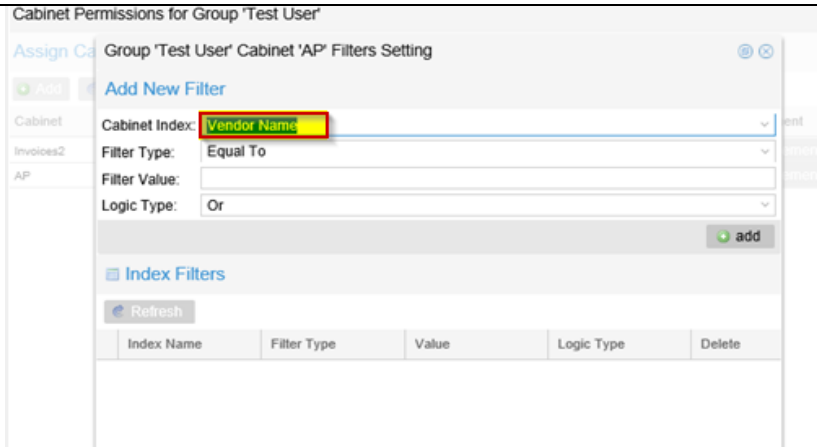 Cabinet Permissions for Group 'Test User'
Assign Ca
Group 'Test User' Cabinet 'AP' Filters Setting
Add
Add New Filter
Cabinet
Cabinet Index: Vendor Name
ent
Invoices2
Filter Type: Equal To
AP
Filter Value:
Logic Type: Or
add
Index Filters
Refresh
Index Name Filter Type Value Logic Type Delete